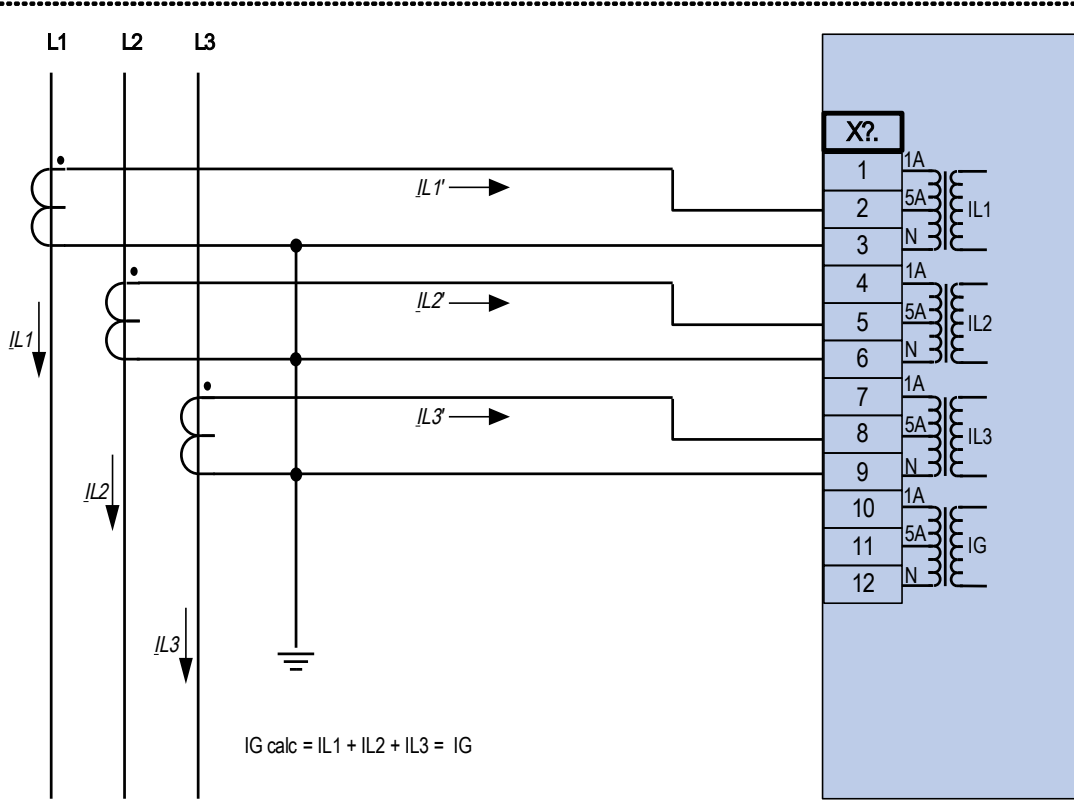 L1 L2 L3
X?.
1 1A
IL1'
2 5A IL1
3 N
4 1A
IL2'
5 5A IL2
IL1
6 N
7 1A
IL3'
8 5A IL3
9 N
IL2
10 1A
11 5A IG
12 N
IL3
IG calc = IL1 + IL2 + IL3 = IG